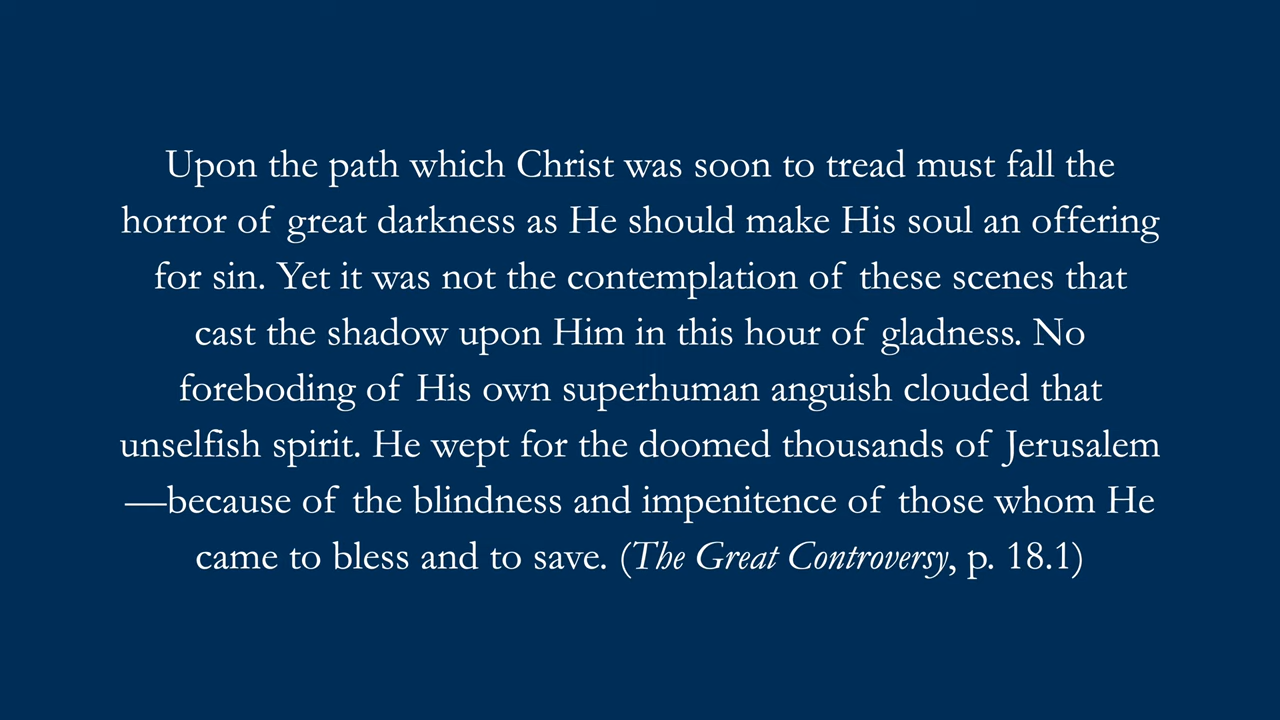 Upon the path which Christ was soon to tread must fall the
horror of great darkness as He should make His soul an offering
for sin. Yet it was not the contemplation of these scenes that
cast the shadow upon Him in this hour of gladness. No
foreboding of His own superhuman anguish clouded that
unselfish spirit. He wept for the doomed thousands of Jerusalem
—because of the blindness and impenitence of those whom He
came to bless and to save. (The Great Controversy, p. 18.1)